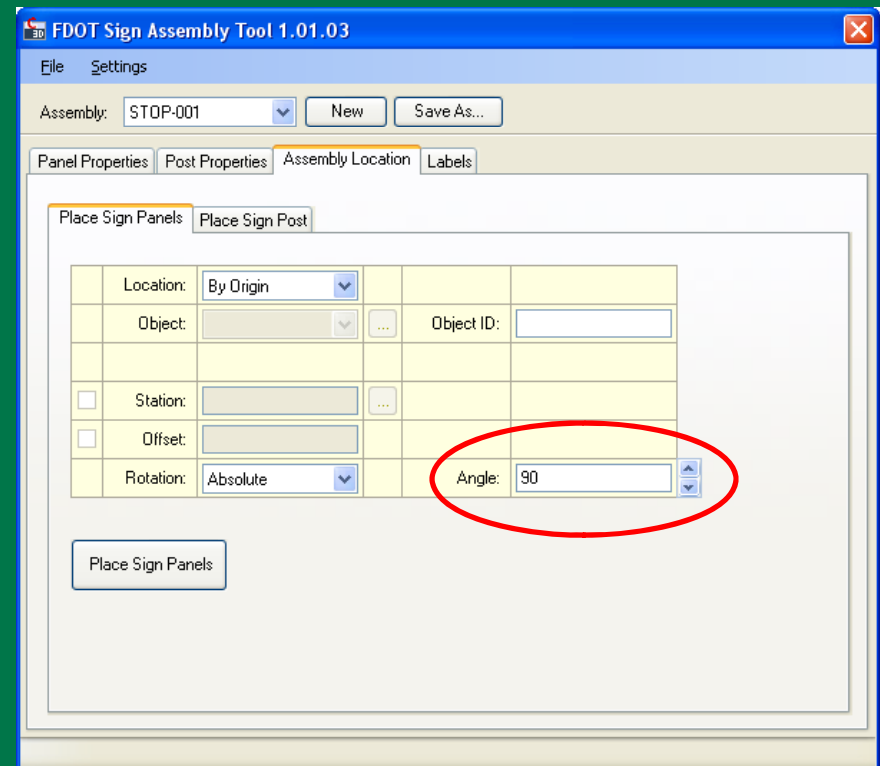 C
3D FDOT Sign Assembly Tool 1.01.03
File Settings
Assembly: STOP-001 New Save As...
Panel Properties Post Properties Assembly Location Labels
Place Sign Panels Place Sign Post
Location: By Origin
Object: ... Object ID:
Station: ...
Offset:
Rotation: Absolute Angle: 90
Place Sign Panels